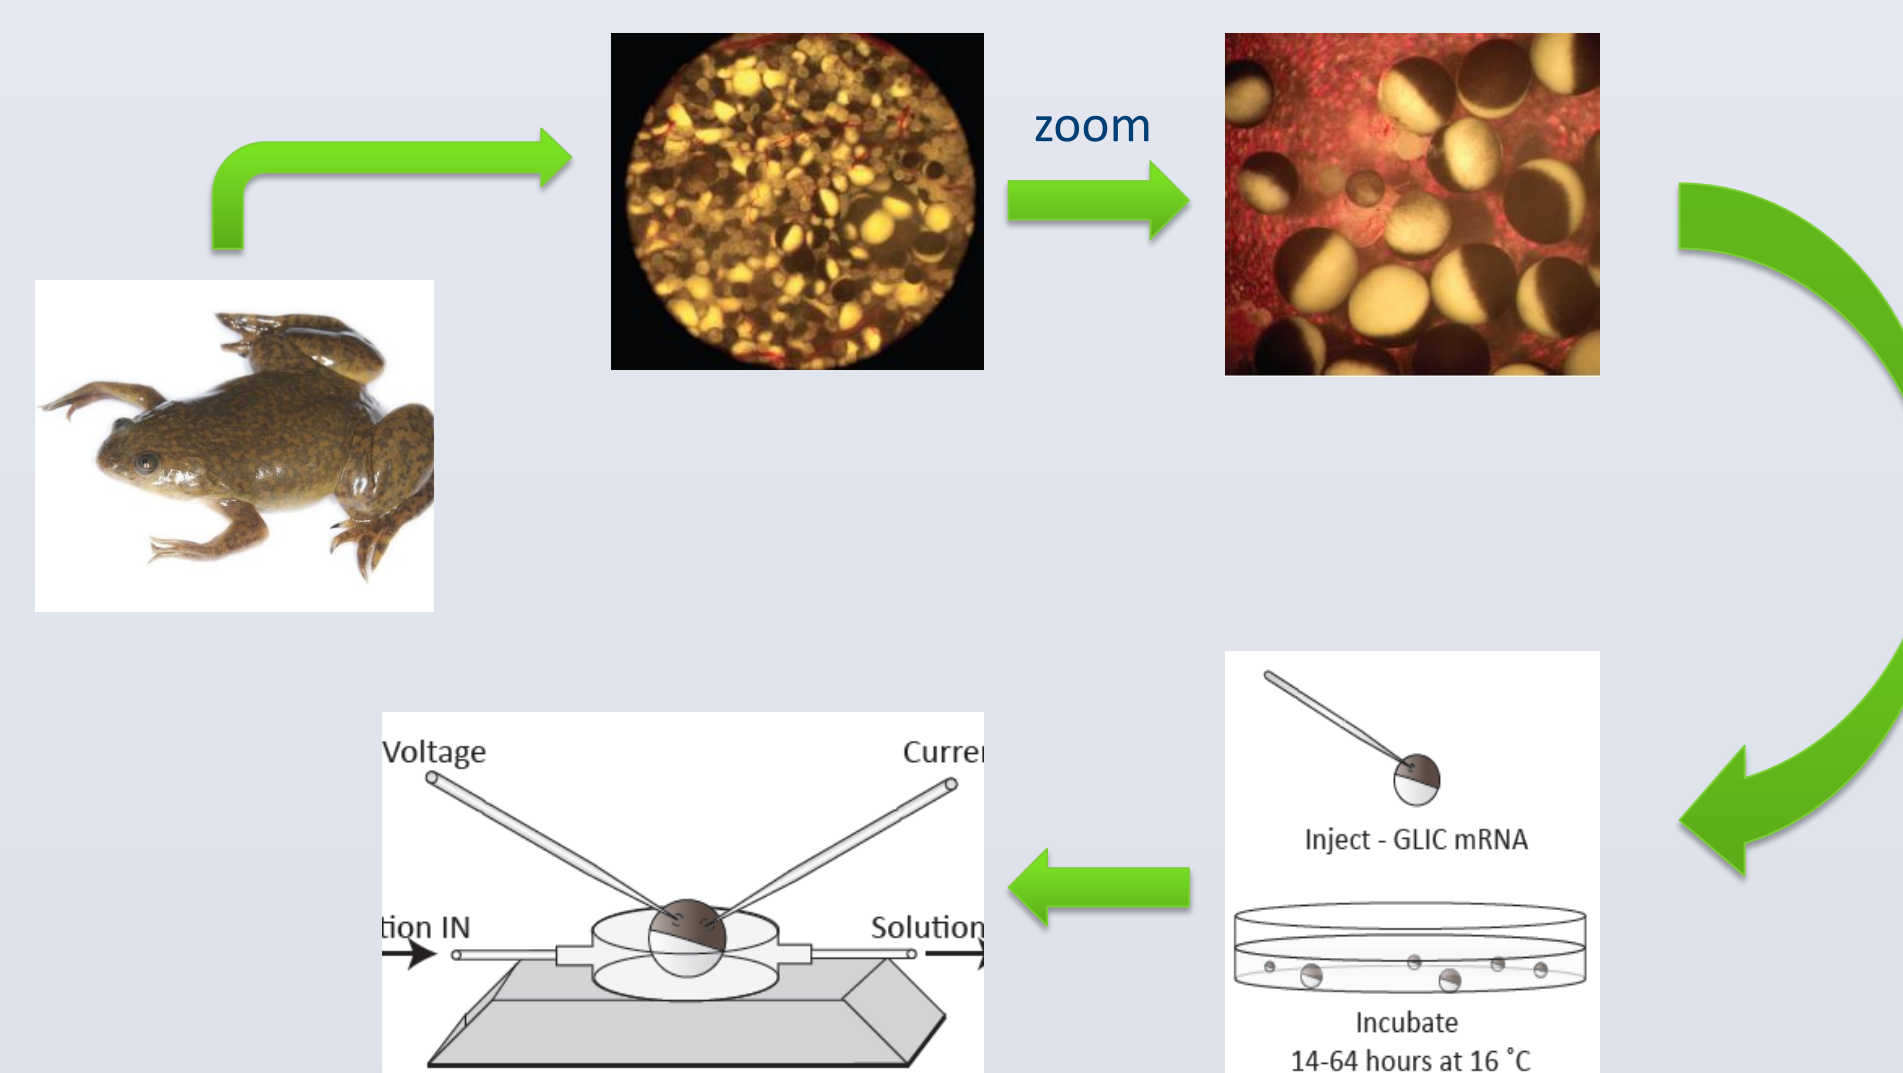 zoom
Voltage
Curre
tion IN
Solution
Inject - GLIC mRNA
Incubate
14-64 hours at 16 ˚C